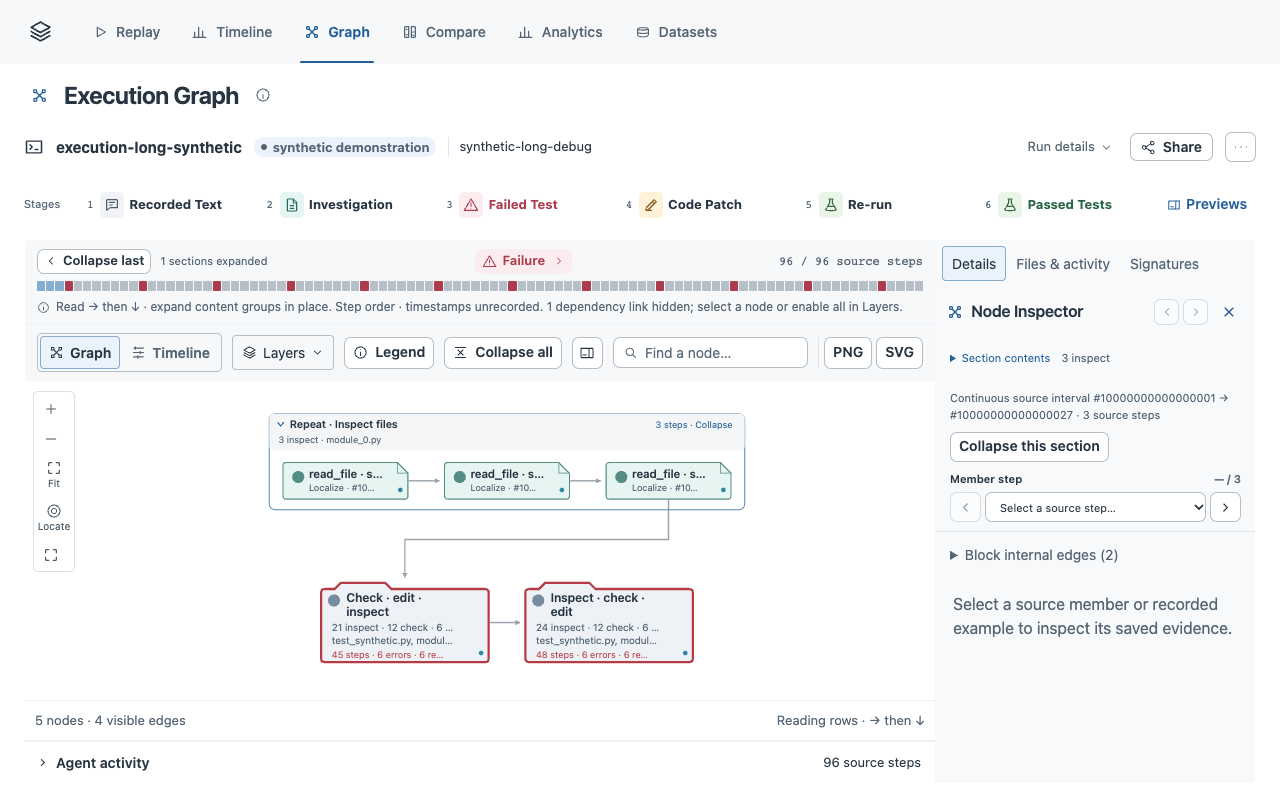 Replay Timeline Graph Compare Analytics Datasets
Execution Graph
execution-long-synthetic synthetic demonstration synthetic-long-debug Run details Share ...
Stages 1 Recorded Text 2 Investigation 3 Failed Test 4 Code Patch 5 Re-run 6 Passed Tests Previews
Collapse last 1 sections expanded Failure 96 / 96 source steps
Read → then ↓ · expand content groups in place. Step order · timestamps unrecorded. 1 dependency link hidden; select a node or enable all in Layers.
Graph Timeline Layers Legend Collapse all Find a node... PNG SVG
Fit
Locate
Repeat · Inspect files 3 steps · Collapse
3 inspect · module_0.py
read_file · s... read_file · s... read_file · s...
Localize · #10... Localize · #10... Localize · #10...
Check · edit · Inspect · check ·
inspect edit
21 inspect · 12 check · 6 ... 24 inspect · 12 check · 6 ...
test_synthetic.py, modul... test_synthetic.py, modul...
45 steps · 6 errors · 6 re... 48 steps · 6 errors · 6 re...
5 nodes · 4 visible edges Reading rows · → then ↓
Agent activity 96 source steps
Details Files & activity Signatures
Node Inspector
Section contents 3 inspect
Continuous source interval #10000000000000001 →
#10000000000000027 · 3 source steps
Collapse this section
Member step — / 3
Select a source step...
Block internal edges (2)
Select a source member or recorded
example to inspect its saved evidence.